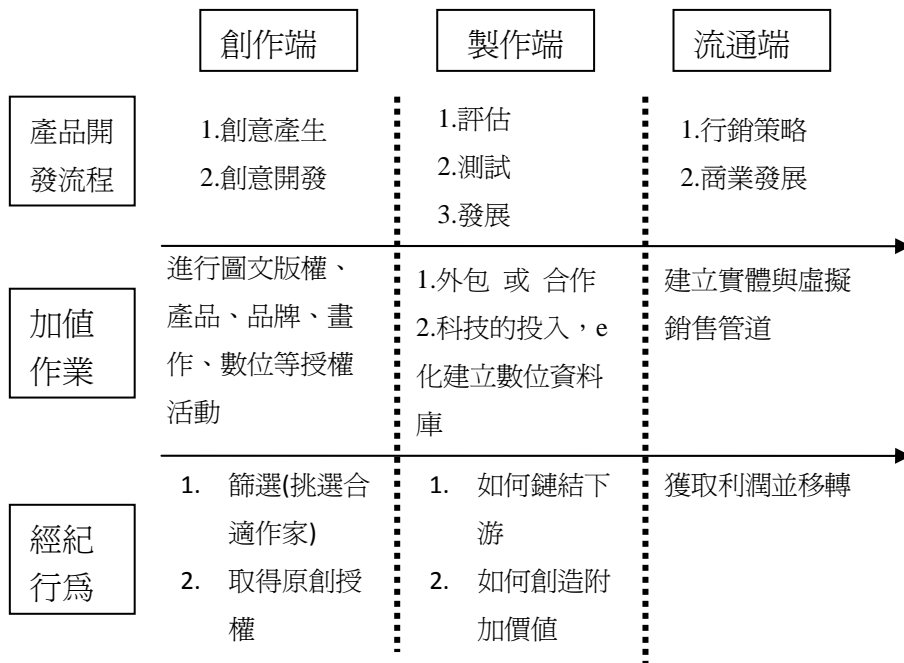 創作端
製作端
流通端
產品開
發流程
1.創意產生
2.創意開發
1.評估
2.測試
3.發展
1.行銷策略
2.商業發展
加值
作業
進行圖文版權、
產品、品牌、畫
作、數位等授權
活動
1.外包 或 合作
2.科技的投入，e
化建立數位資料
庫
建立實體與虛擬
銷售管道
經紀
行為
1. 篩選(挑選合
適作家)
2. 取得原創授
權
1. 如何鏈結下
游
2. 如何創造附
加價值
獲取利潤並移轉